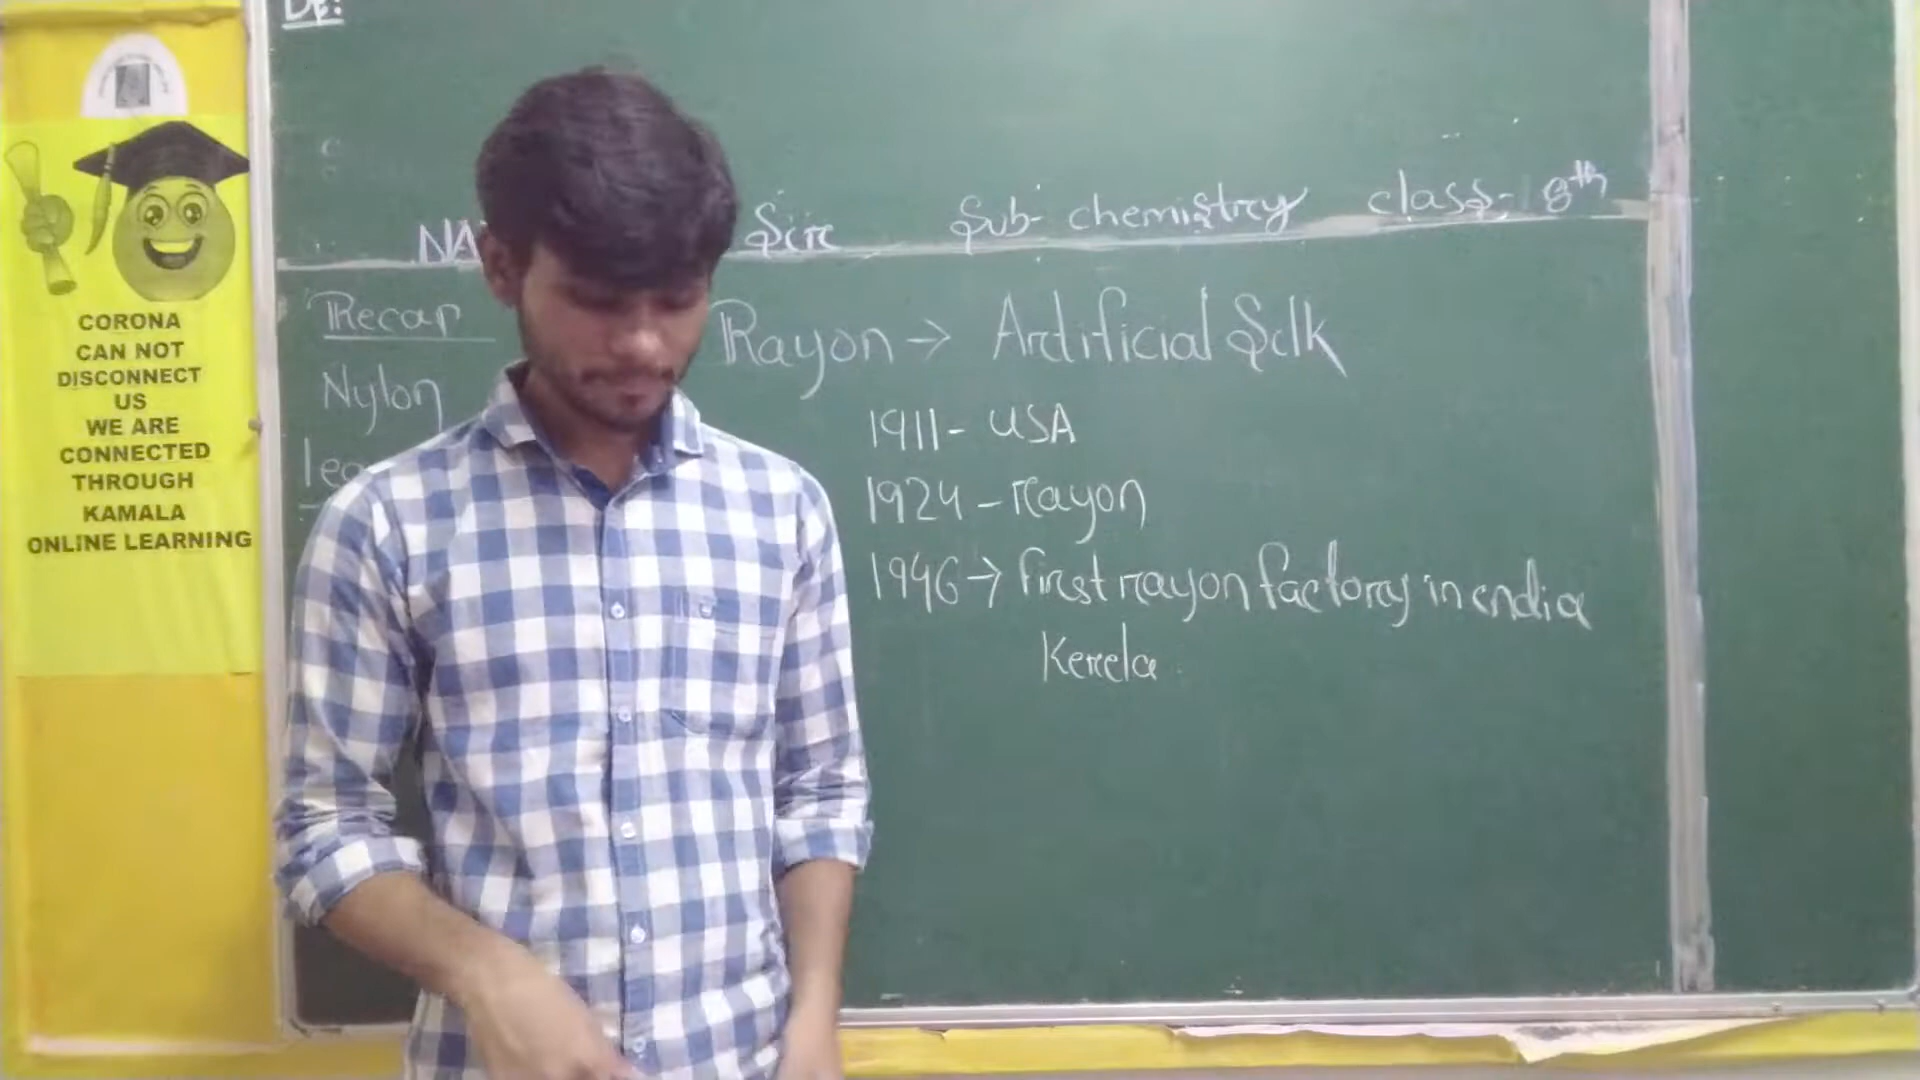 CORONA
CAN NOT
DISCONNECT
US
WE ARE
CONNECTED
THROUGH
KAMALA
ONLINE LEARNING
Sir Sub- chemistry class- 8th
Recap
Nylon
Rayon → Artificial Silk
1911- USA
1924 - rayon
1946 → first rayon factory in india
Kerela